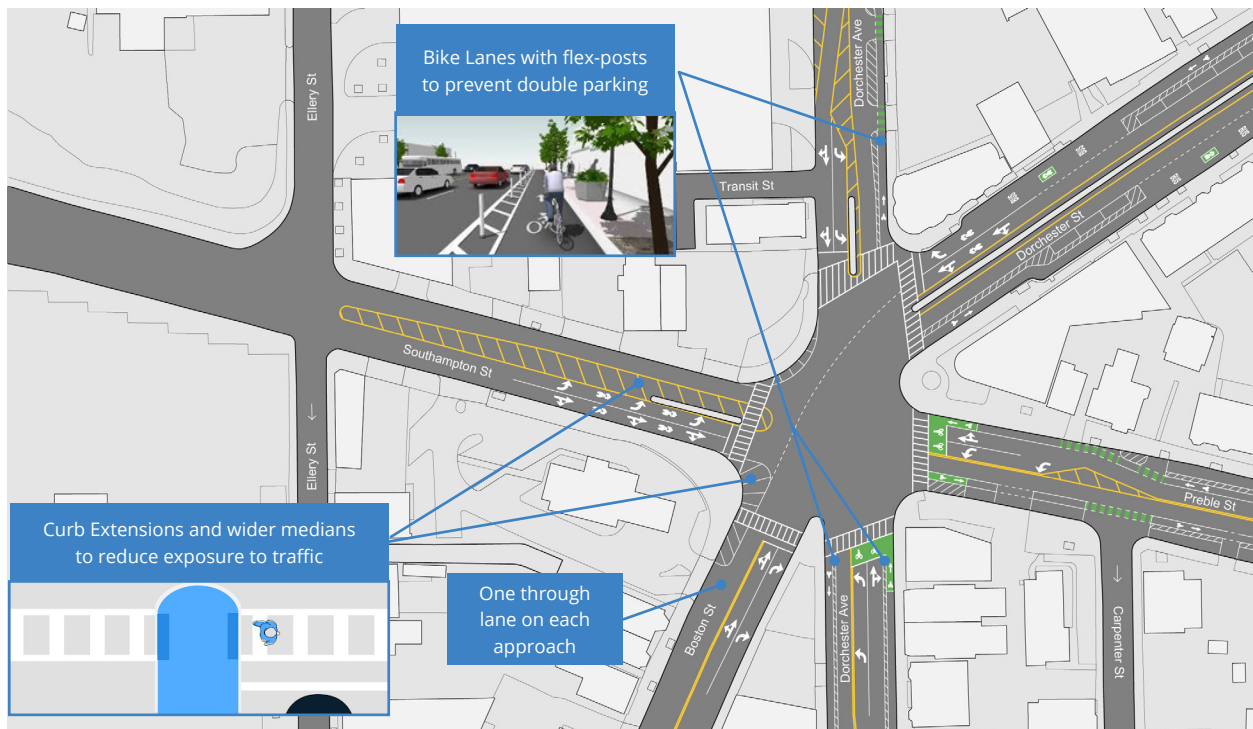 Bike Lanes with flex-posts
to prevent double parking
Ellery St
Dorchester Ave
Transit St
Dorchester St
Southampton St
Ellery St
Preble St
Curb Extensions and wider medians
to reduce exposure to traffic
One through
lane on each
approach
Boston St
Dorchester Ave
Carpenter St